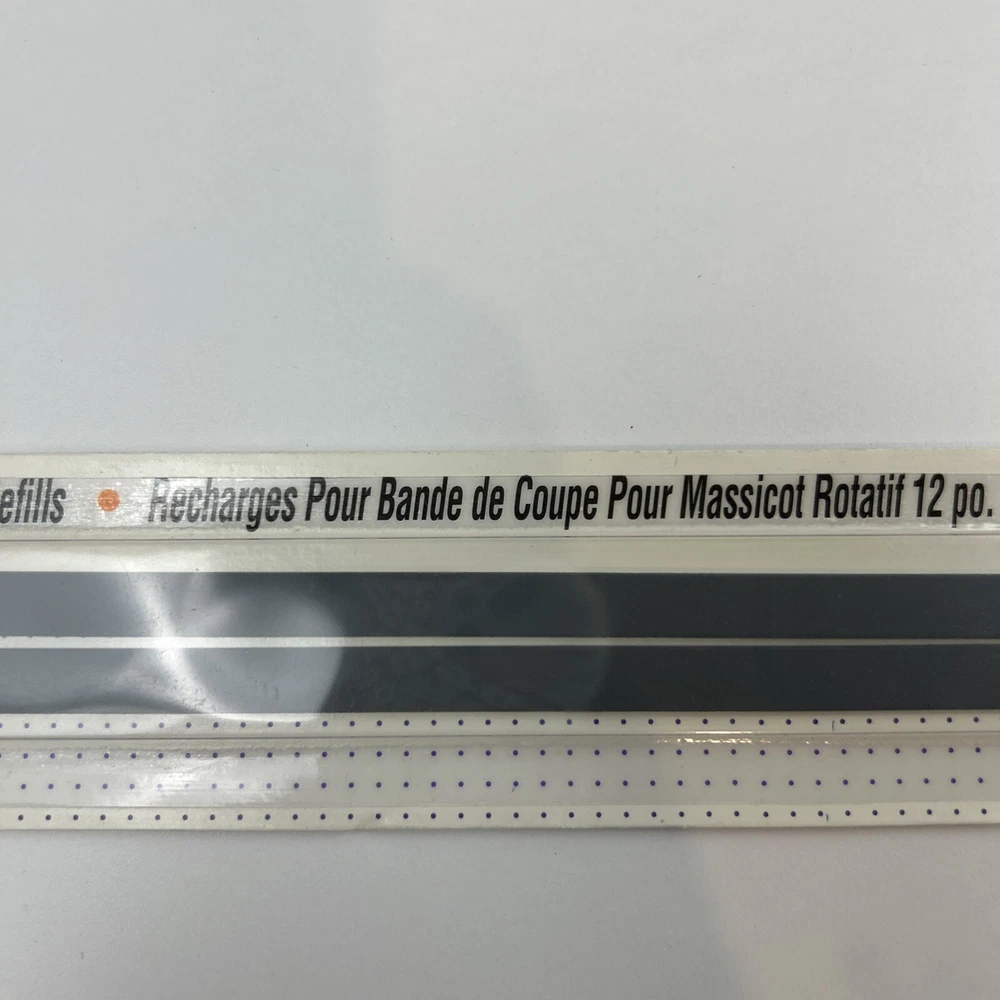 efills • Recharges Pour Bande de Coupe Pour Massicot Rotatif 12 po.